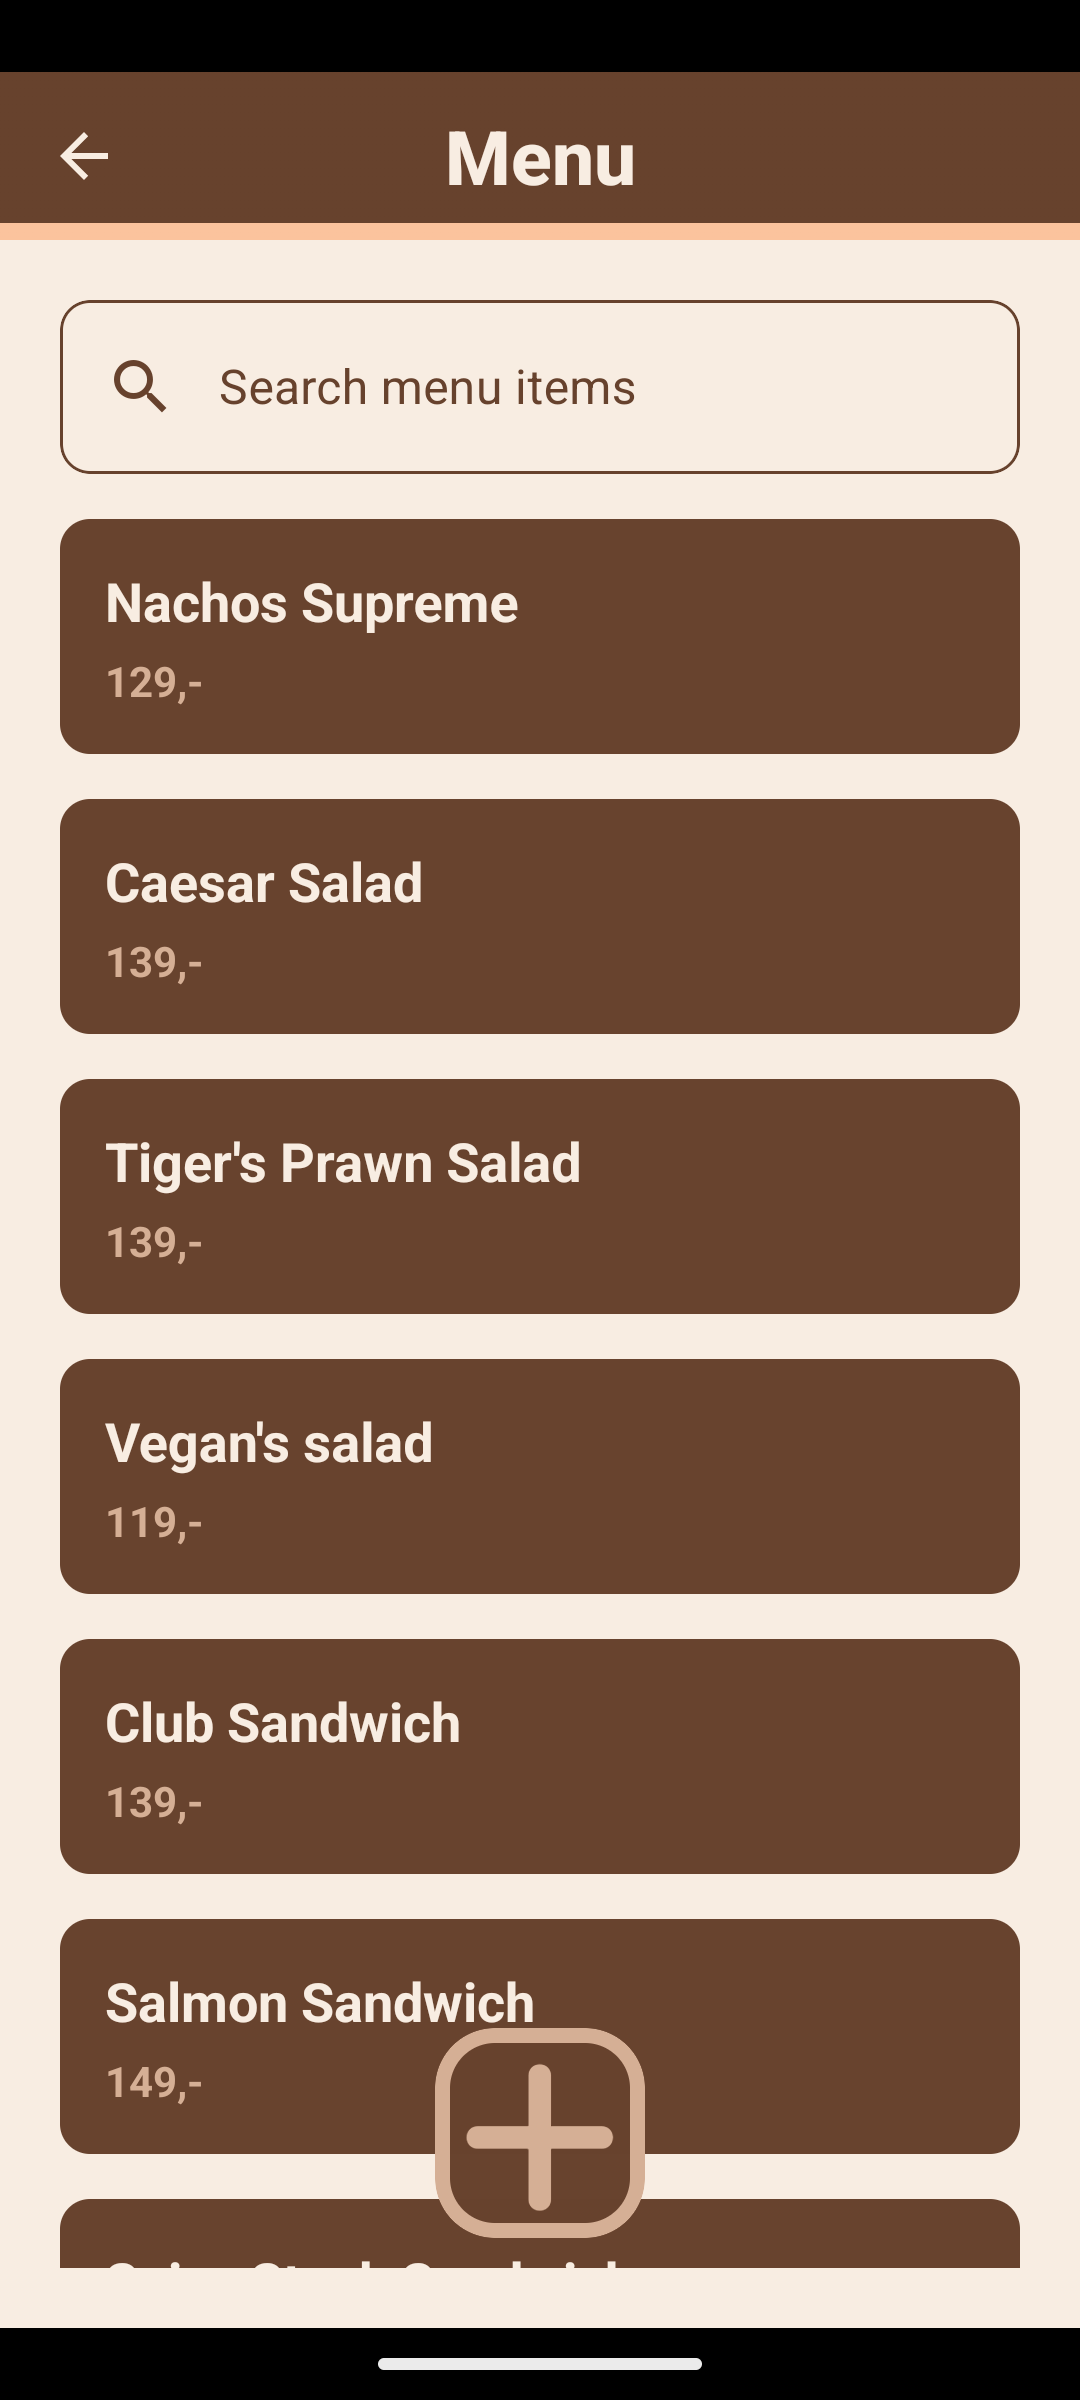 Menu
Search menu items
Nachos Supreme
129,-
Caesar Salad
139,-
Tiger's Prawn Salad
139,-
Vegan's salad
119,-
Club Sandwich
139,-
Salmon Sandwich
149,-